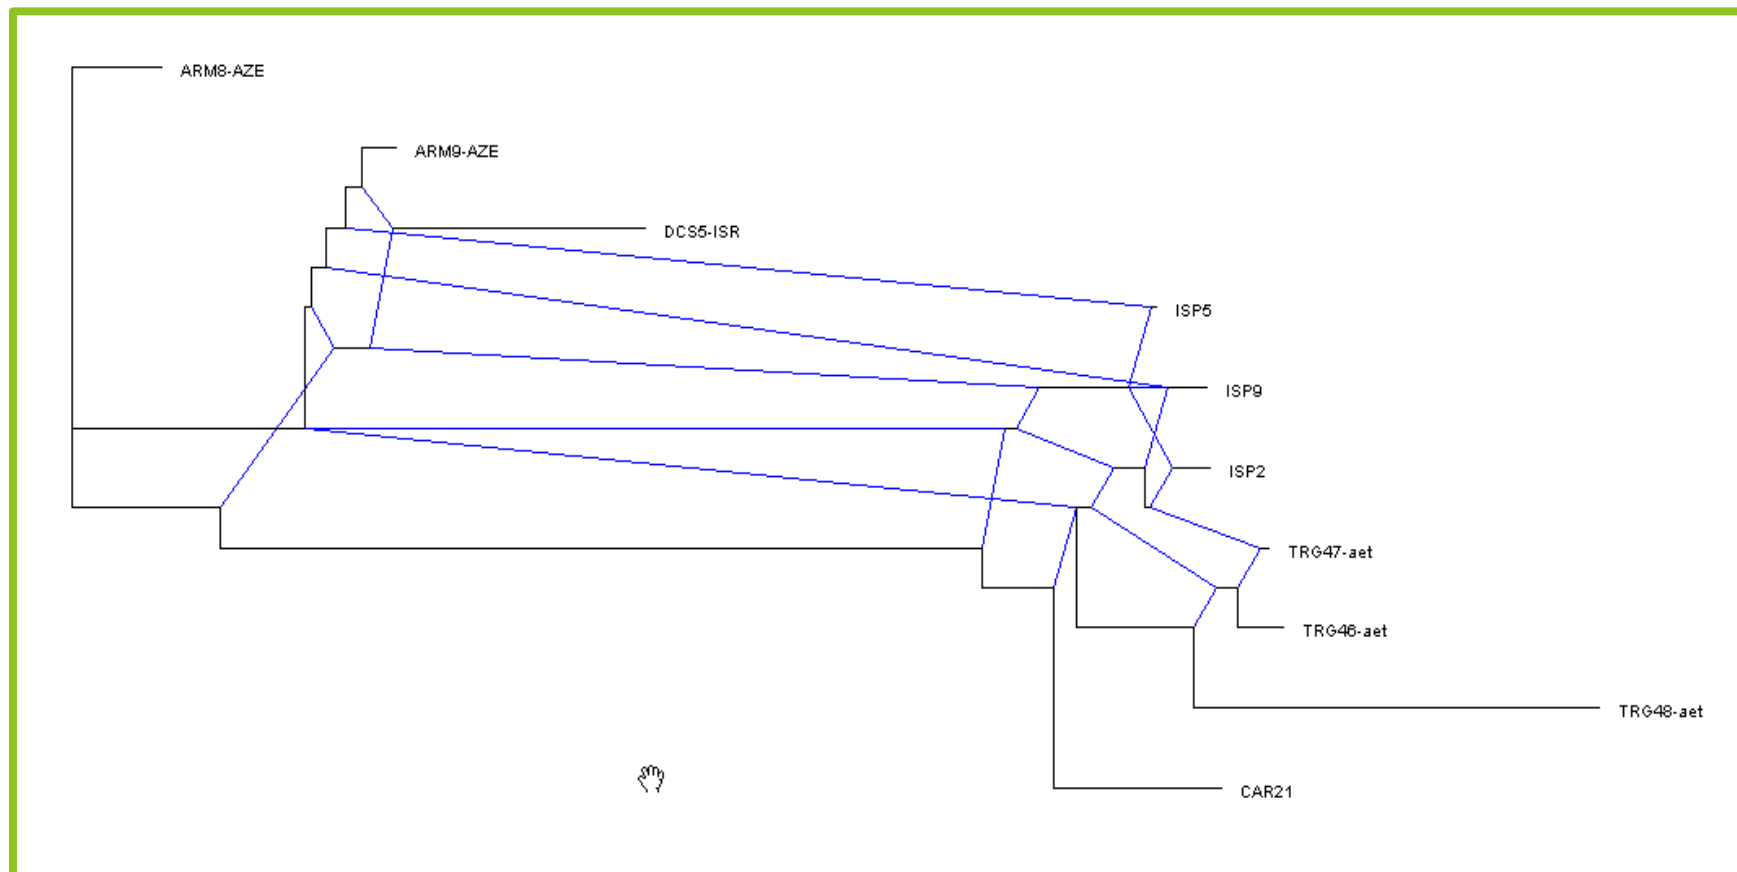 ARM8-AZE
ARM9-AZE
DCS5-ISR
ISP5
ISP9
ISP2
TRG47-aet
TRG46-aet
TRG48-aet
CAR21